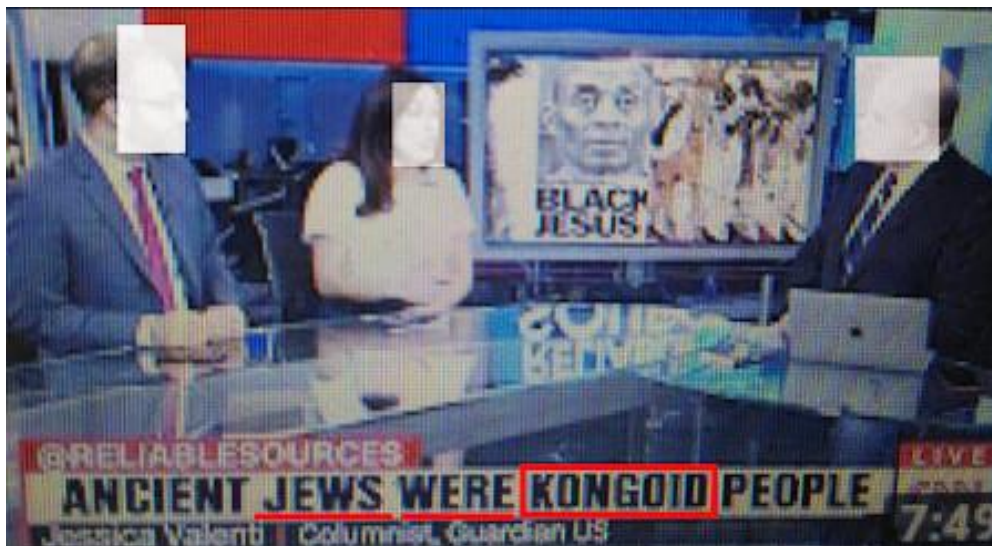 BLACK
JESUS
@RELIABLESOURCES
LIVE
ANCIENT JEWS WERE KONGOID PEOPLE
7:49
Jessica Valenti | Columnist, Guardian US